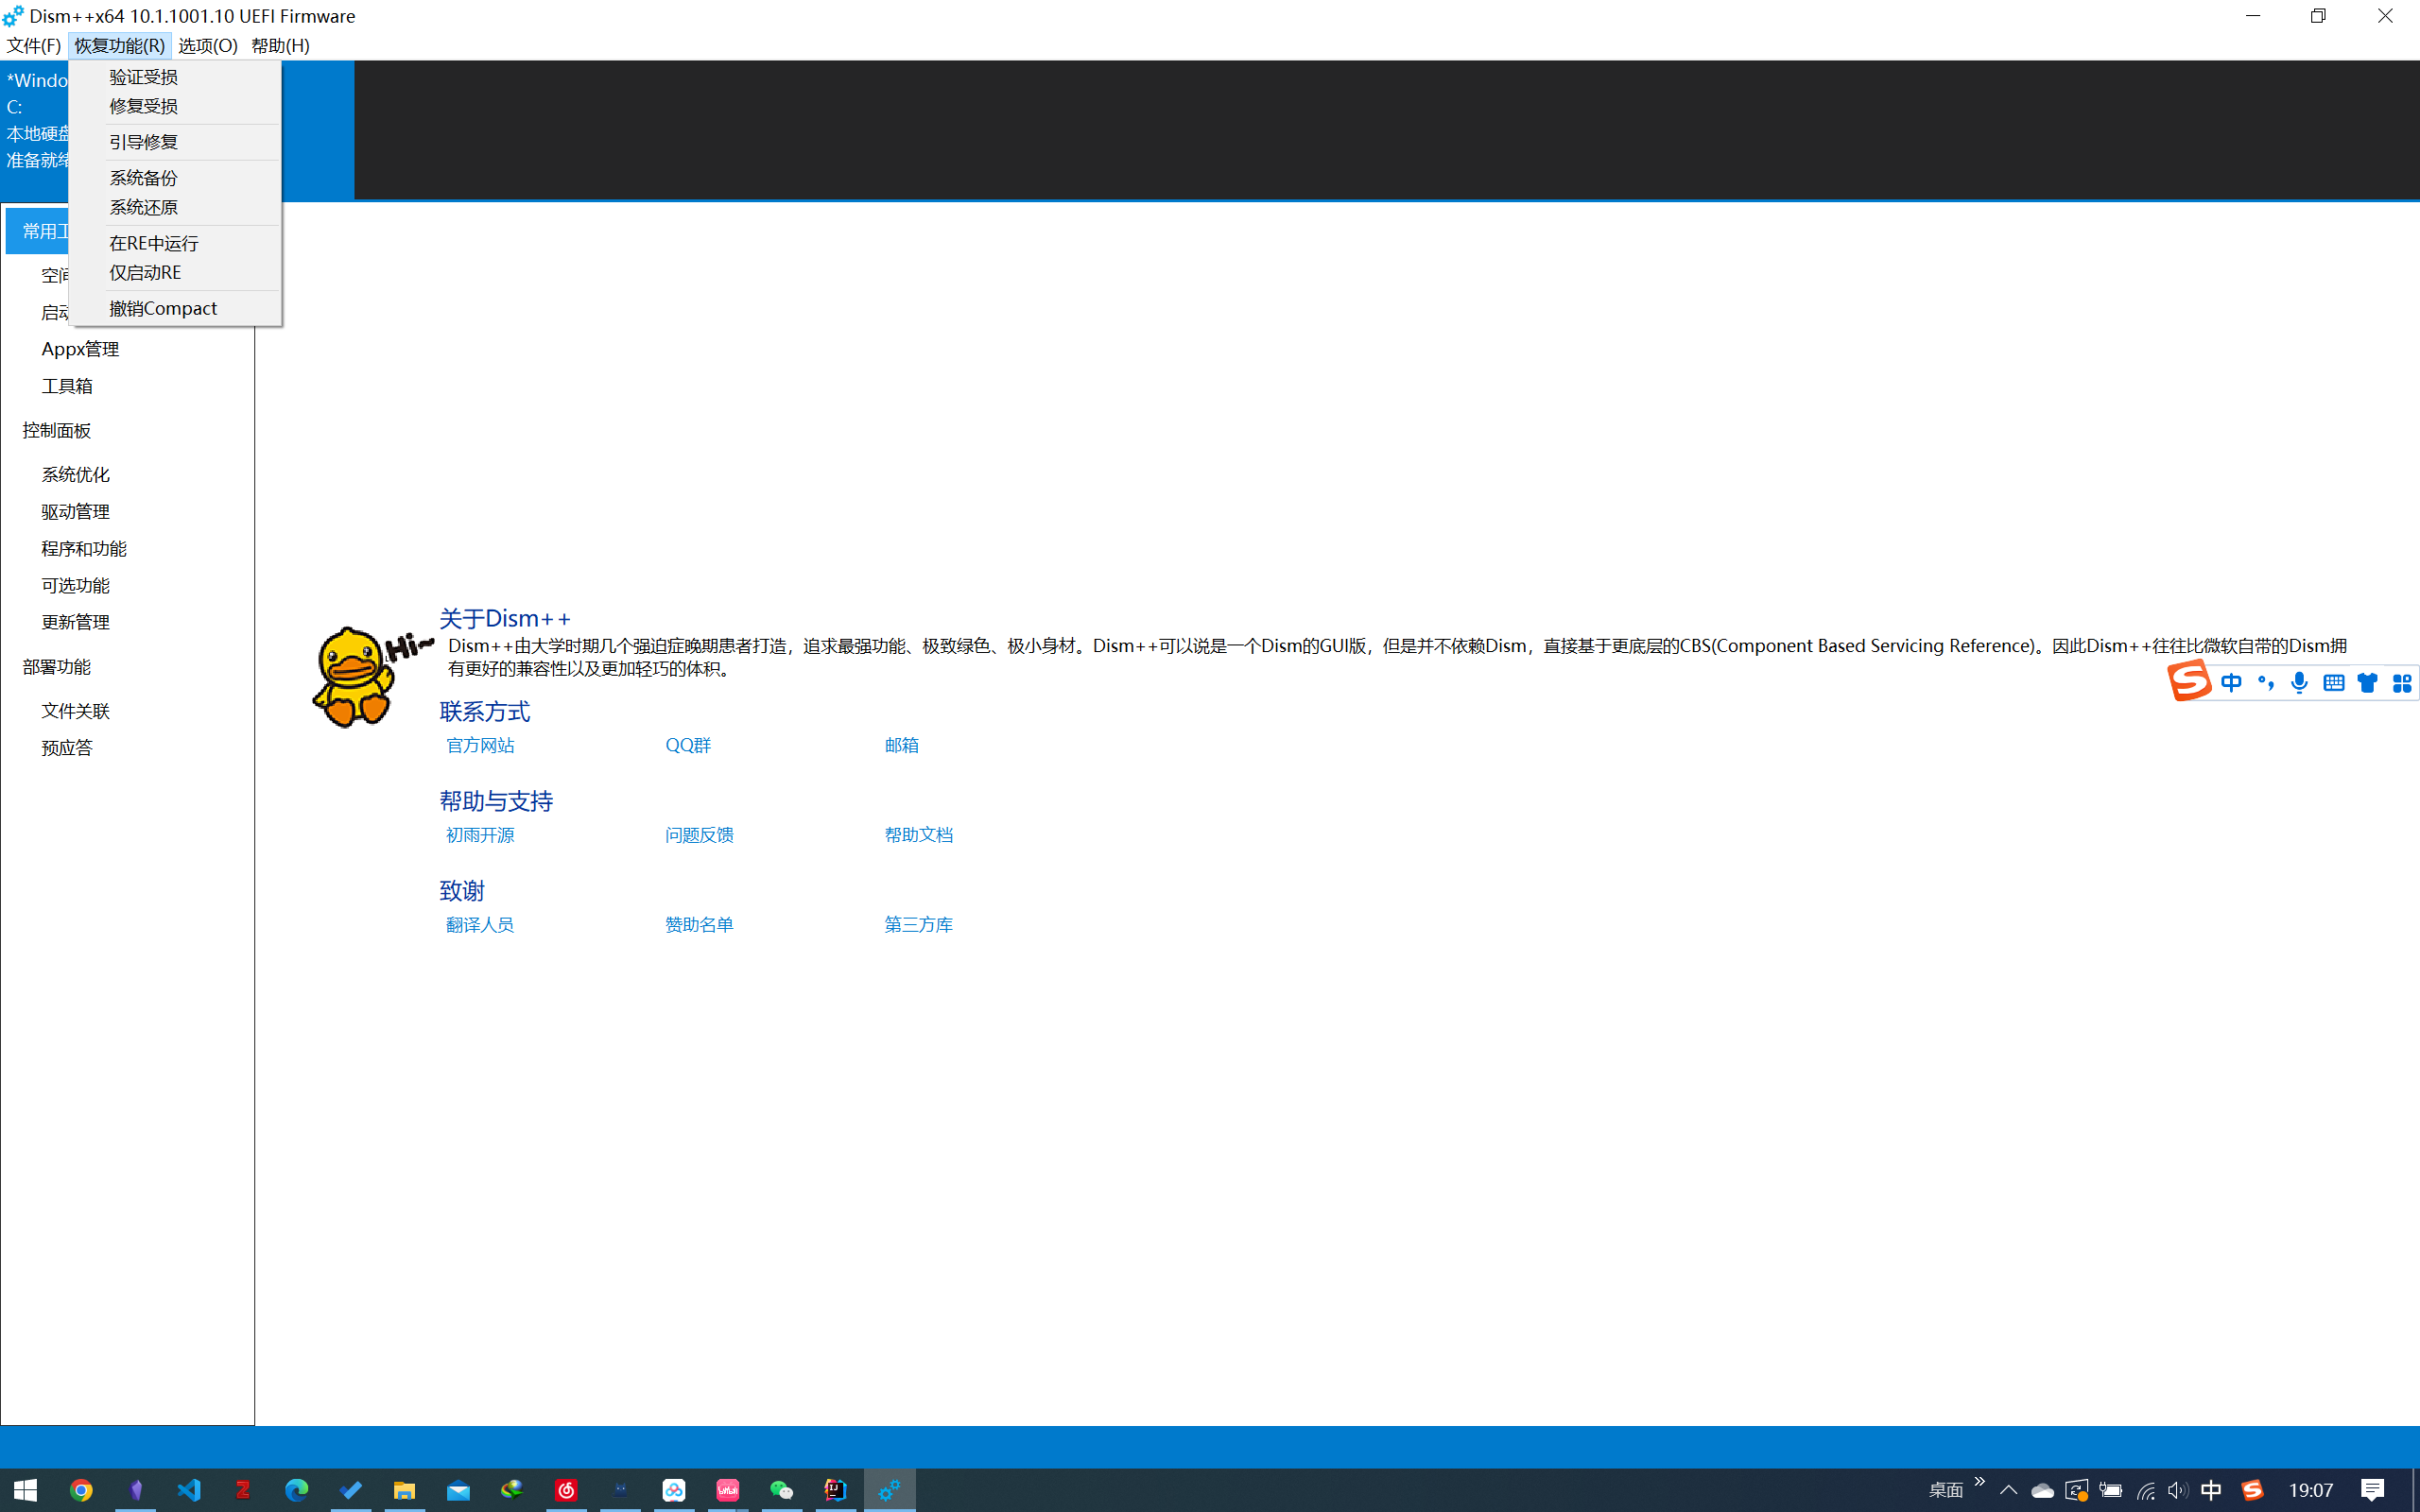 Dism++x64 10.1.1001.10 UEFI Firmware
文件(F) 恢复功能(R) 选项(O) 帮助(H)
*Windo
C:
本地硬盘
准备就绪
验证受损
修复受损
引导修复
系统备份
系统还原
在RE中运行
仅启动RE
撤销Compact
常用工
空间
启动
Appx管理
工具箱
控制面板
系统优化
驱动管理
程序和功能
可选功能
更新管理
部署功能
文件关联
预应答
Hi~
关于Dism++
Dism++由大学时期几个强迫症晚期患者打造，追求最强功能、极致绿色、极小身材。Dism++可以说是一个Dism的GUI版，但是并不依赖Dism，直接基于更底层的CBS(Component Based Servicing Reference)。因此Dism++往往比微软自带的Dism拥
有更好的兼容性以及更加轻巧的体积。
联系方式
官方网站 QQ群 邮箱
帮助与支持
初雨开源 问题反馈 帮助文档
致谢
翻译人员 赞助名单 第三方库
中
桌面 中 19:07